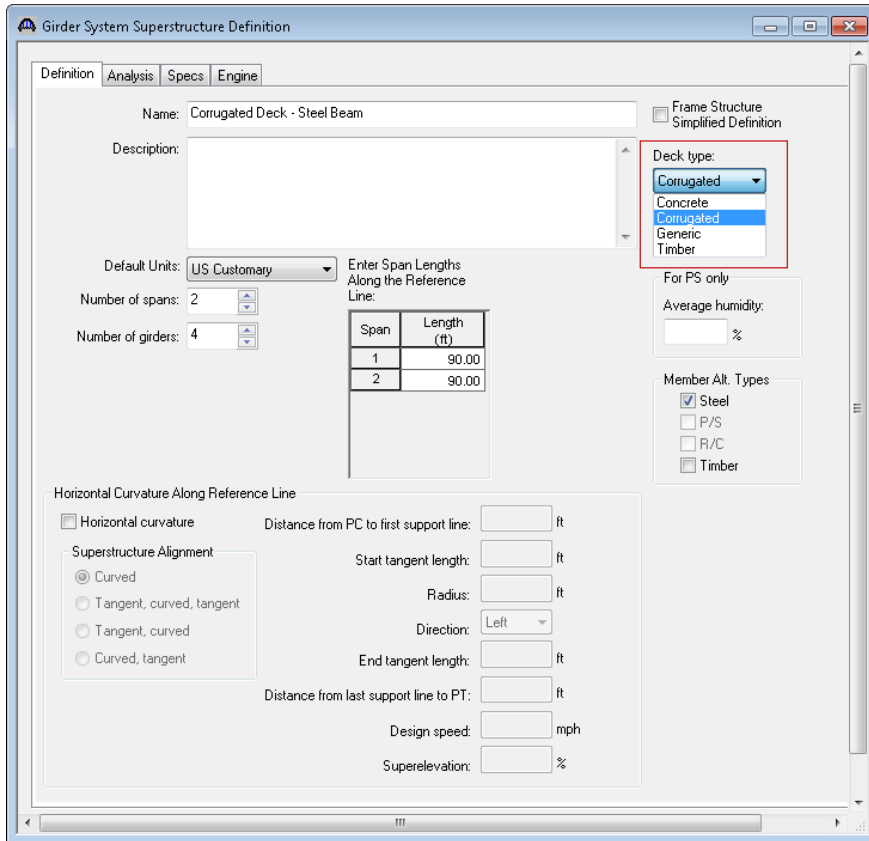 Girder System Superstructure Definition
Definition Analysis Specs Engine
Name: Corrugated Deck - Steel Beam
Frame Structure
Simplified Definition
Description:
Deck type:
Corrugated
Concrete
Corrugated
Generic
Timber
Default Units: US Customary
Number of spans: 2
Number of girders: 4
Enter Span Lengths
Along the Reference
Line:
Span Length
(ft)
1 90.00
2 90.00
For PS only
Average humidity:
%
Member Alt. Types
Steel
P/S
R/C
Timber
Horizontal Curvature Along Reference Line
Horizontal curvature
Superstructure Alignment
Curved
Tangent, curved, tangent
Tangent, curved
Curved, tangent
Distance from PC to first support line: ft
Start tangent length: ft
Radius: ft
Direction: Left
End tangent length: ft
Distance from last support line to PT: ft
Design speed: mph
Superelevation: %